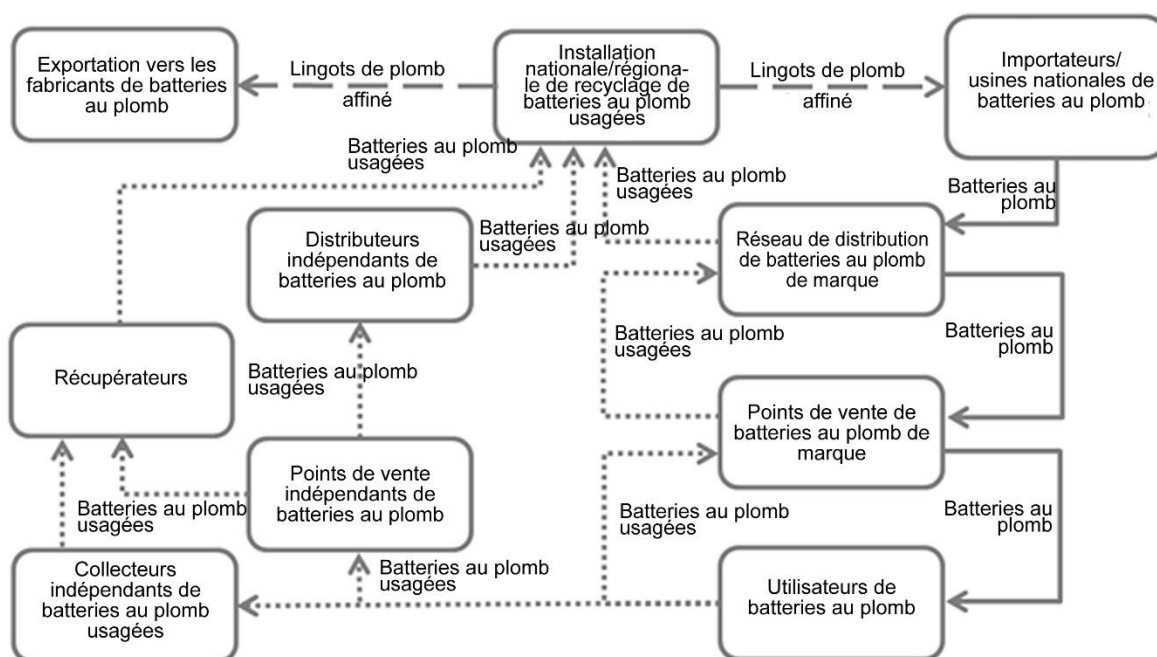 Exportation vers les
fabricants de batteries
au plomb
Lingots de plomb
affiné
Installation
nationale/régiona-
le de recyclage de
batteries au plomb
usagées
Lingots de plomb
affiné
Importateurs/
usines nationales de
batteries au plomb
Batteries au plomb
usagées
Batteries au plomb
usagées
Batteries au
plomb
Distributeurs
indépendants de
batteries au plomb
Batteries au plomb
usagées
Réseau de distribution
de batteries au plomb
de marque
Récupérateurs
Batteries au plomb
usagées
Batteries au plomb
usagées
Batteries au
plomb
Points de vente
indépendants de
batteries au plomb
Points de vente de
batteries au plomb de
marque
Batteries au plomb
usagées
Batteries au plomb
usagées
Batteries au
plomb
Collecteurs
indépendants de
batteries au plomb
usagées
Batteries au plomb
usagées
Utilisateurs de
batteries au plomb